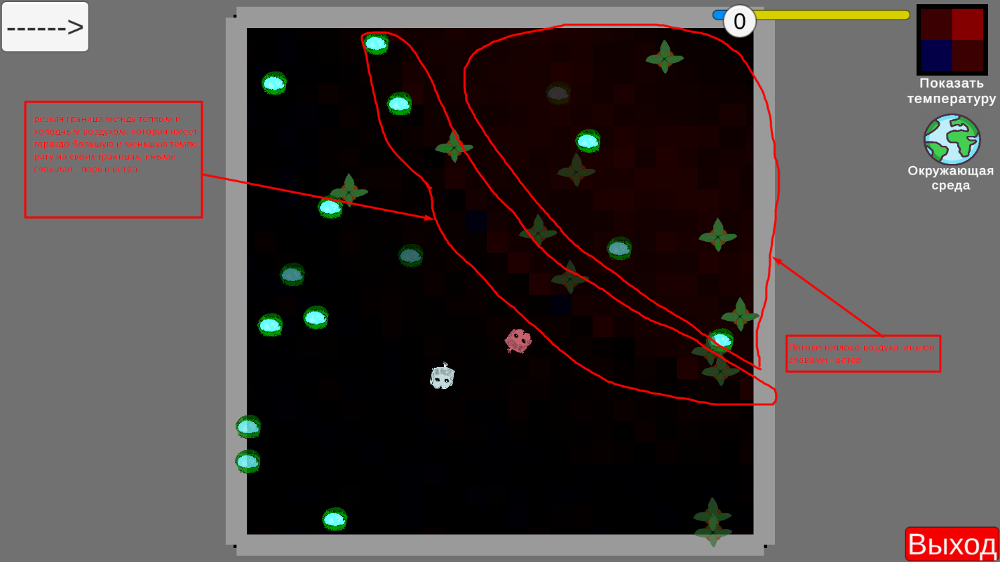 ------>
0
Показать
температуру
Окружающая
среда
резкая граница между теплым и
холодным воздухом, которая имеет
гораздо большую и меньшую темпе-
рату на своих границах, иными
словами - порыв ветра
Потоки теплово воздуха, иными
словами - ветер
Выход